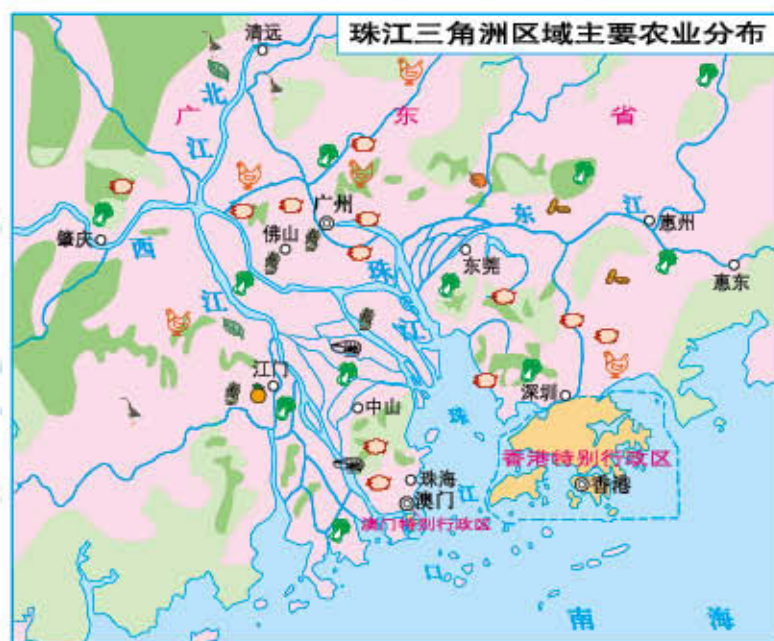 珠江三角洲区域主要农业分布
清远
北
江
广东省
广州
肇庆
西
江
佛山
珠
江
东江
惠州
东莞
惠东
江门
中山
深圳
珠
江
口
香港特别行政区
香港
珠海
澳门
澳门特别行政区
南海